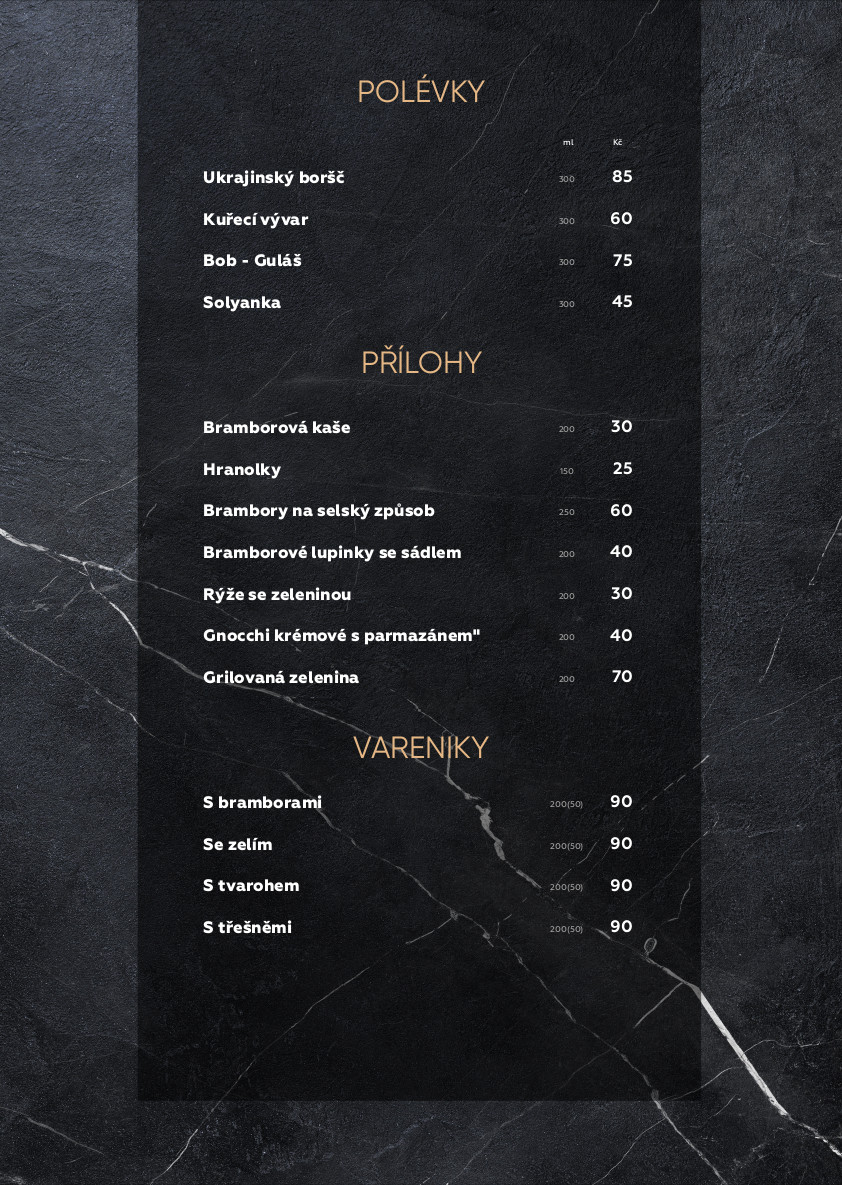 POLÉVKY
ml Kč
Ukrajinský boršč 300 85
Kuřecí vývar 300 60
Bob - Guláš 300 75
Solyanka 300 45
PŘÍLOHY
Bramborová kaše 200 30
Hranolky 150 25
Brambory na selský způsob 250 60
Bramborové lupinky se sádlem 200 40
Rýže se zeleninou 200 30
Gnocchi krémové s parmazánem" 200 40
Grilovaná zelenina 200 70
VARENIKY
S bramborami 200(50) 90
Se zelím 200(50) 90
S tvarohem 200(50) 90
S třešněmi 200(50) 90